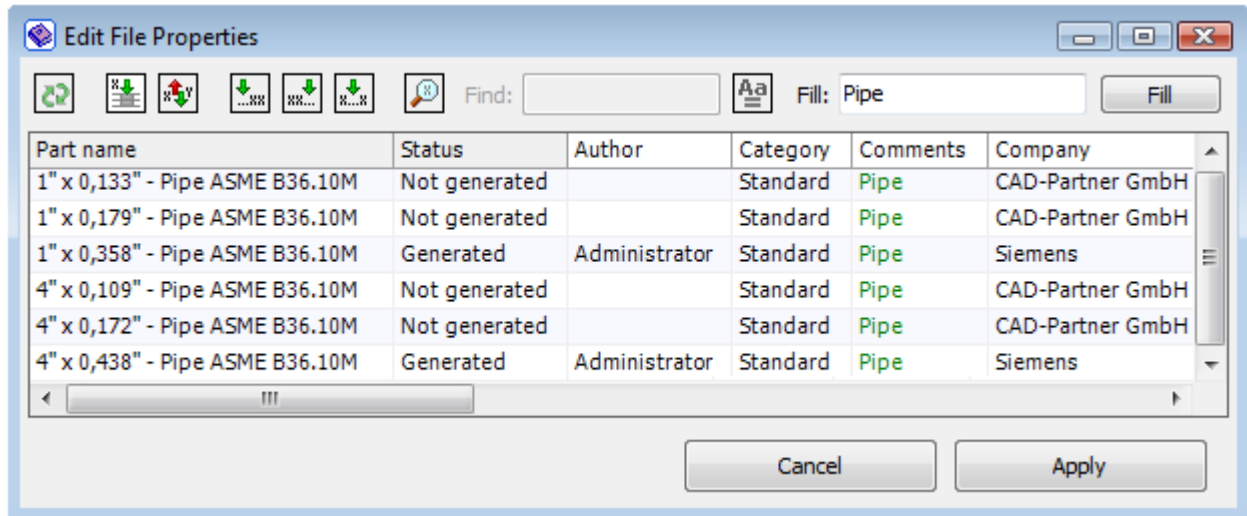 Edit File Properties
Find: Fill: Pipe Fill
Part name Status Author Category Comments Company
1" x 0,133" - Pipe ASME B36.10M Not generated Standard Pipe CAD-Partner GmbH
1" x 0,179" - Pipe ASME B36.10M Not generated Standard Pipe CAD-Partner GmbH
1" x 0,358" - Pipe ASME B36.10M Generated Administrator Standard Pipe Siemens
4" x 0,109" - Pipe ASME B36.10M Not generated Standard Pipe CAD-Partner GmbH
4" x 0,172" - Pipe ASME B36.10M Not generated Standard Pipe CAD-Partner GmbH
4" x 0,438" - Pipe ASME B36.10M Generated Administrator Standard Pipe Siemens
Cancel Apply